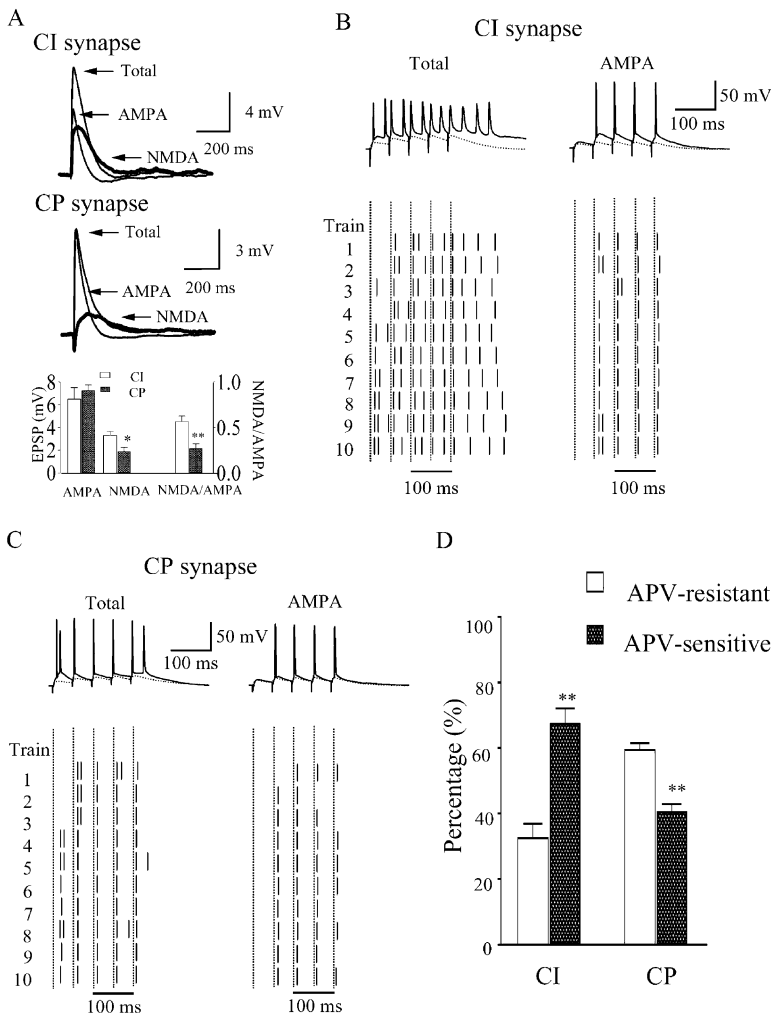 A
CI synapse
Total
AMPA
NMDA
4 mV
200 ms
CP synapse
Total
AMPA
NMDA
3 mV
200 ms
EPSP (mV)
8
6
4
2
0
CI
CP
*
**
1.0
0.5
0.0
NMDA/AMPA
AMPA NMDA NMDA/AMPA
B
CI synapse
Total
AMPA
50 mV
100 ms
Train
1
2
3
4
5
6
7
8
9
10
100 ms
100 ms
C
CP synapse
Total
AMPA
50 mV
100 ms
Train
1
2
3
4
5
6
7
8
9
10
100 ms
100 ms
D
APV-resistant
APV-sensitive
Percentage (%)
100
80
60
40
20
0
**
**
CI CP